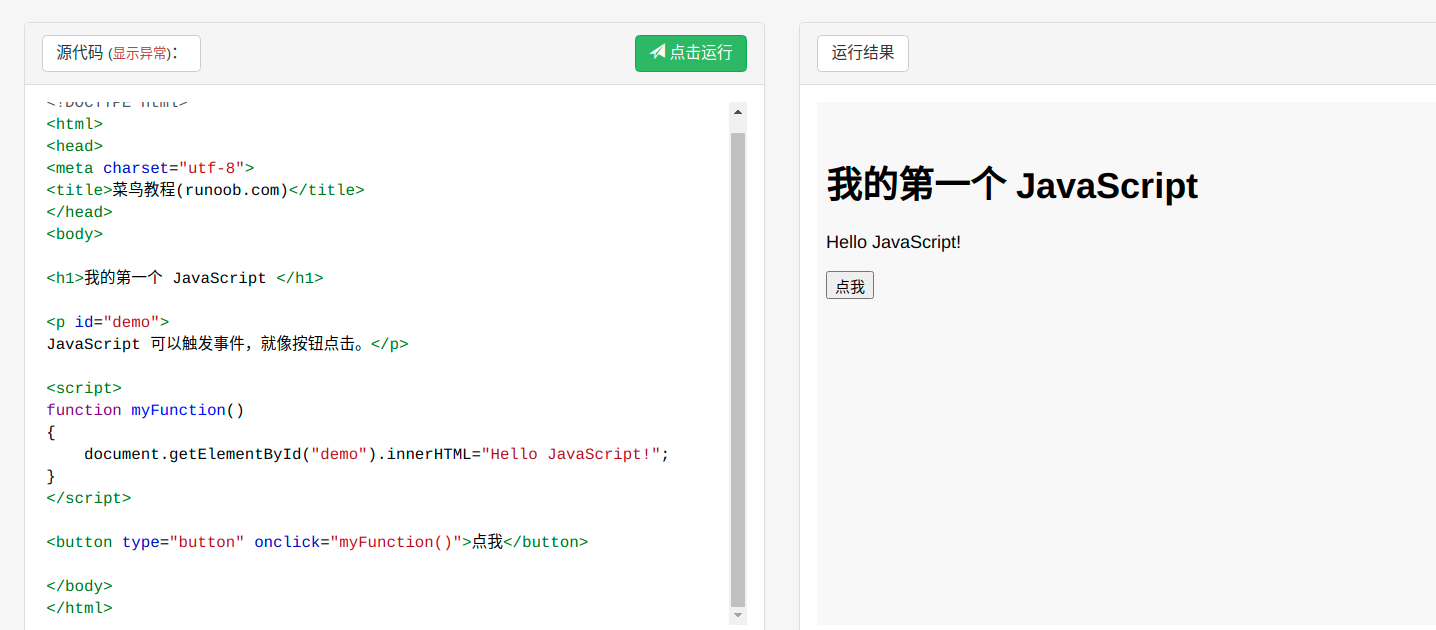 源代码 (显示异常)：
点击运行
<!DOCTYPE html>
<html>
<head>
<meta charset="utf-8">
<title>菜鸟教程(runoob.com)</title>
</head>
<body>
<h1>我的第一个 JavaScript </h1>
<p id="demo">
JavaScript 可以触发事件，就像按钮点击。</p>
<script>
function myFunction()
{
    document.getElementById("demo").innerHTML="Hello JavaScript!";
}
</script>
<button type="button" onclick="myFunction()">点我</button>
</body>
</html>
运行结果
我的第一个 JavaScript
Hello JavaScript!
点我